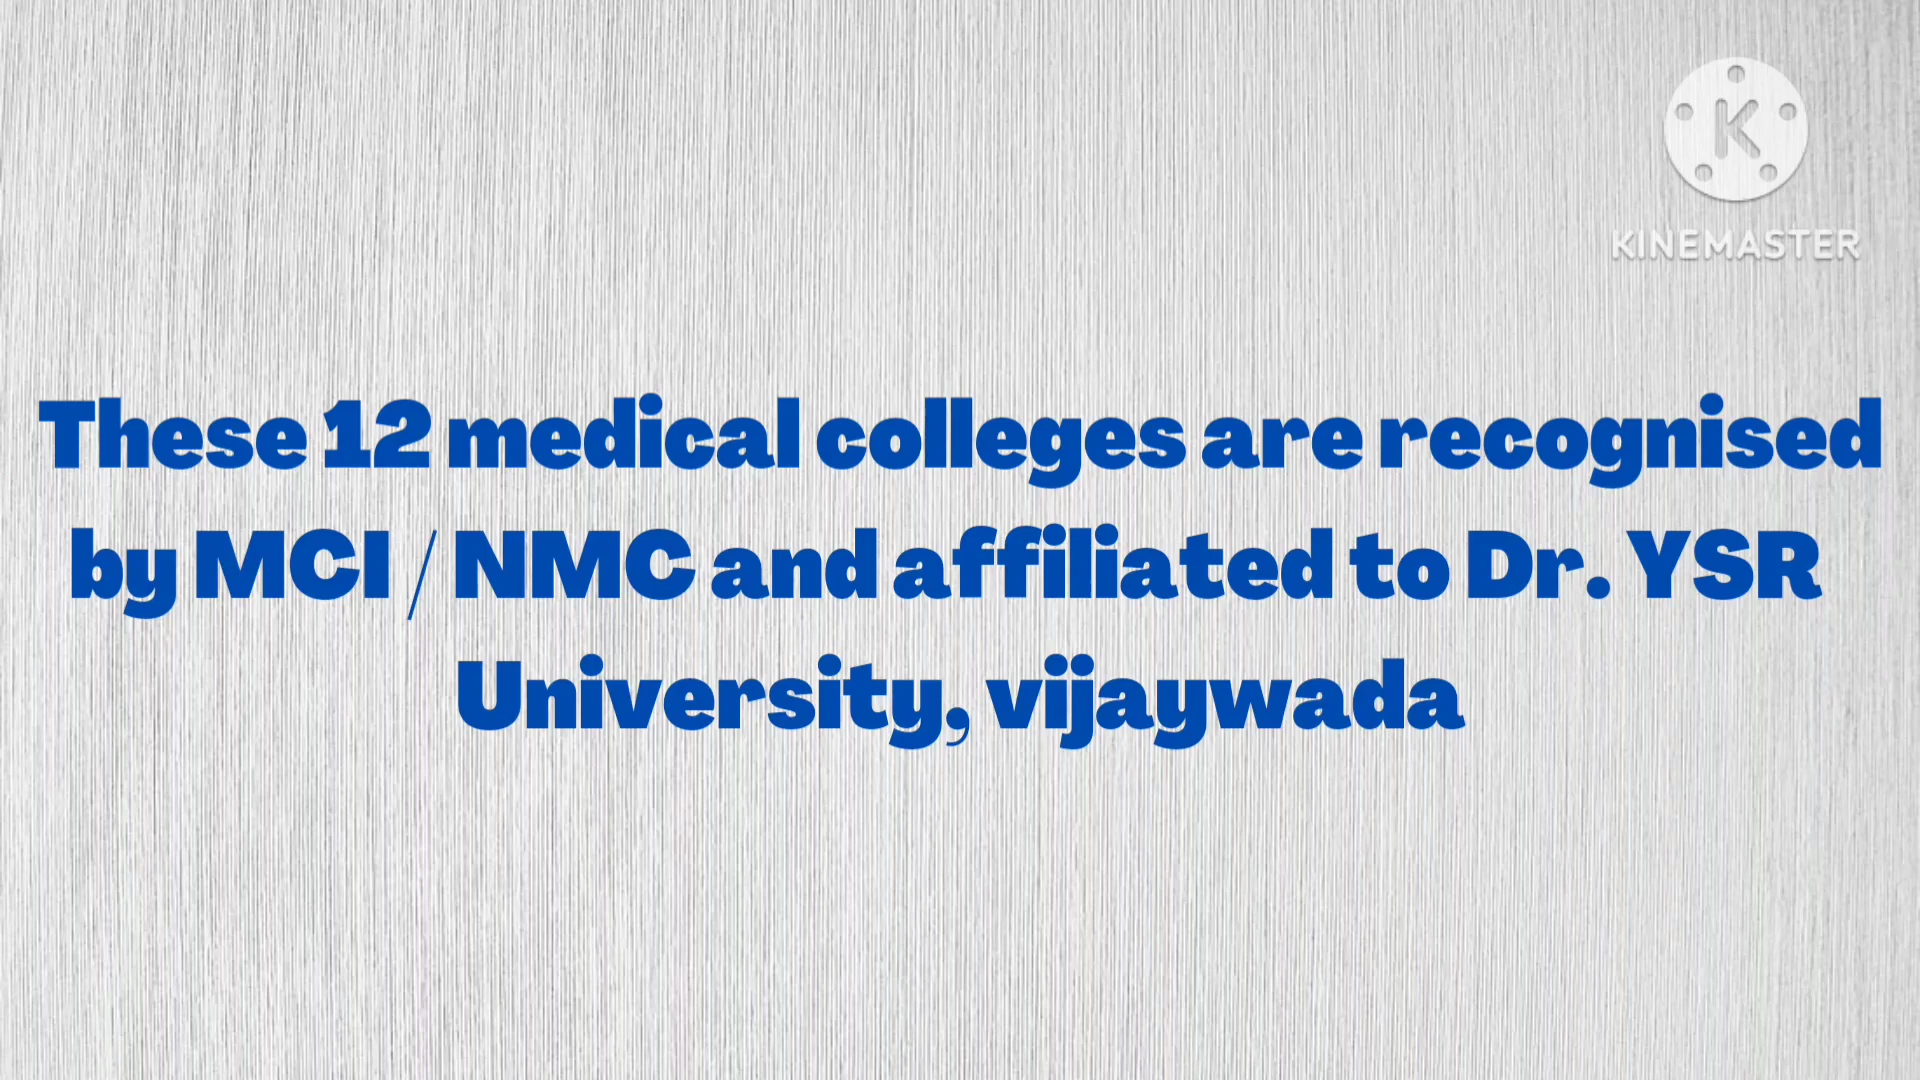 K
KINEMASTER
These 12 medical colleges are recognised
by MCI / NMC and affiliated to Dr. YSR
University, vijaywada